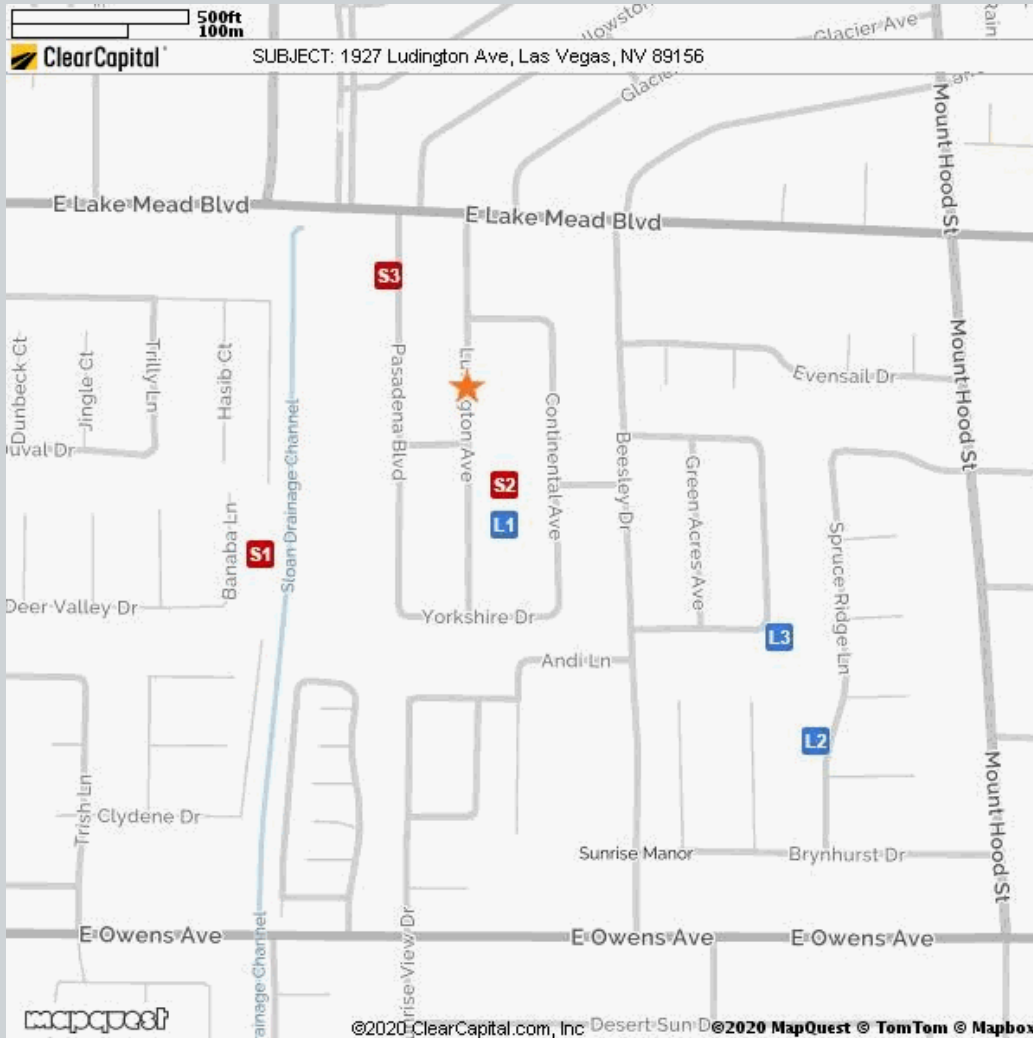 500ft
100m
ClearCapital
SUBJECT: 1927 Ludington Ave, Las Vegas, NV 89156
Glacier Ave
Mount Hood St
E Lake Mead Blvd
E Lake Mead Blvd
S3
Dunbeck Ct
Jingle Ct
Trilly Ln
Hasib Ct
Sloan Drainage Channel
Pasadena Blvd
Continental Ave
Beesley Dr
Evensail Dr
Mount Hood St
S2
L1
S1
Banaba Ln
Green Acres Ave
Spruce Ridge Ln
Deer Valley Dr
Yorkshire Dr
L3
Andi Ln
L2
Trish Ln
Clydene Dr
Sunrise Manor
Brynhurst Dr
Mount Hood St
E Owens Ave
E Owens Ave
E Owens Ave
mapquest
©2020 ClearCapital.com, Inc
Desert Sun D
©2020 MapQuest © TomTom © Mapbox